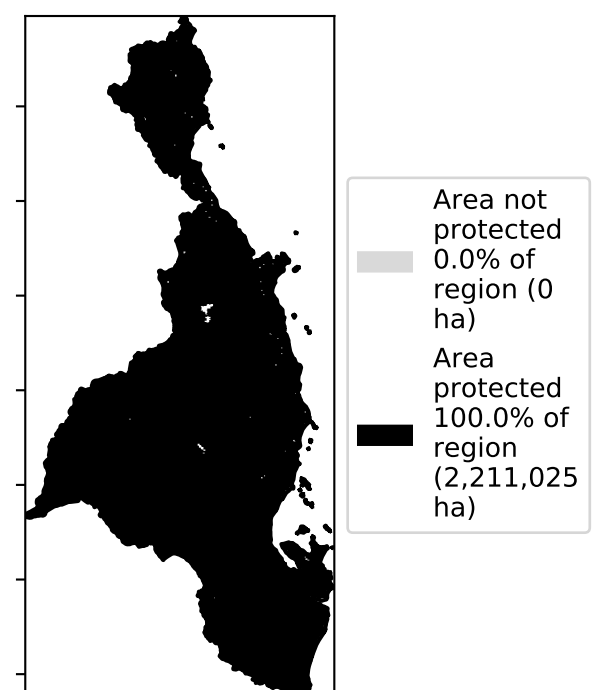 Area not
protected
0.0% of
region (0
ha)
Area
protected
100.0% of
region
(2,211,025
ha)